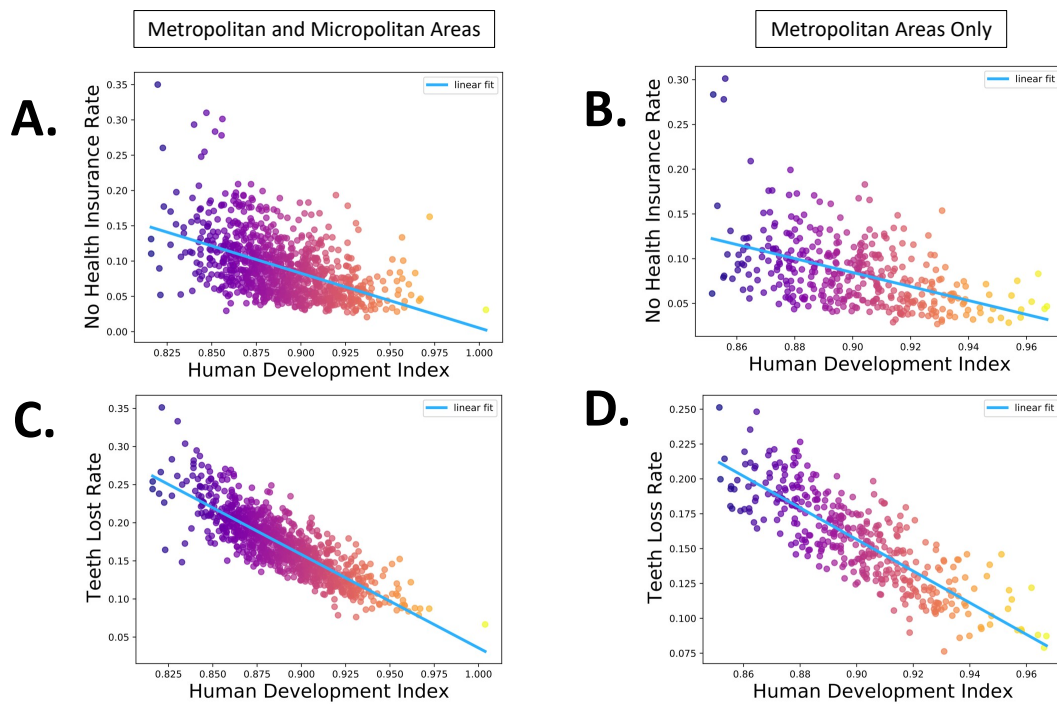 Metropolitan and Micropolitan Areas
Metropolitan Areas Only
A.
No Health Insurance Rate
0.35
0.30
0.25
0.20
0.15
0.10
0.05
0.00
linear fit
0.825 0.850 0.875 0.900 0.925 0.950 0.975 1.000
Human Development Index
B.
No Health Insurance Rate
0.30
0.25
0.20
0.15
0.10
0.05
linear fit
0.86 0.88 0.90 0.92 0.94 0.96
Human Development Index
C.
Teeth Lost Rate
0.35
0.30
0.25
0.20
0.15
0.10
0.05
linear fit
0.825 0.850 0.875 0.900 0.925 0.950 0.975 1.000
Human Development Index
D.
Teeth Loss Rate
0.250
0.225
0.200
0.175
0.150
0.125
0.100
0.075
linear fit
0.86 0.88 0.90 0.92 0.94 0.96
Human Development Index